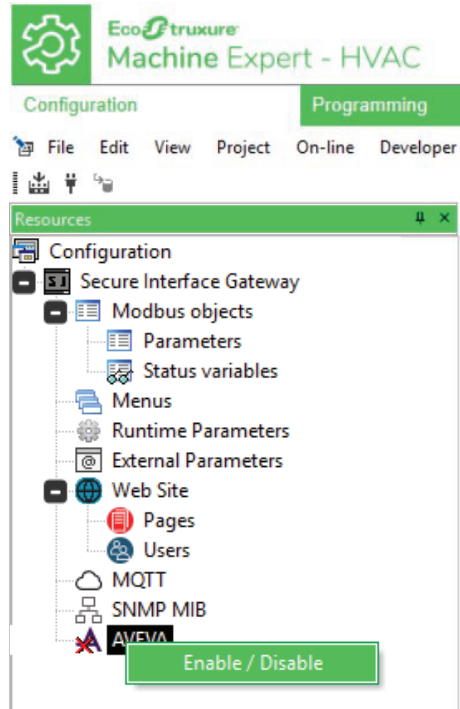 EcoStruxure
Machine Expert - HVAC
Configuration Programming
File Edit View Project On-line Developer
Resources
Configuration
Secure Interface Gateway
Modbus objects
Parameters
Status variables
Menus
Runtime Parameters
External Parameters
Web Site
Pages
Users
MQTT
SNMP MIB
AVEVA
Enable / Disable